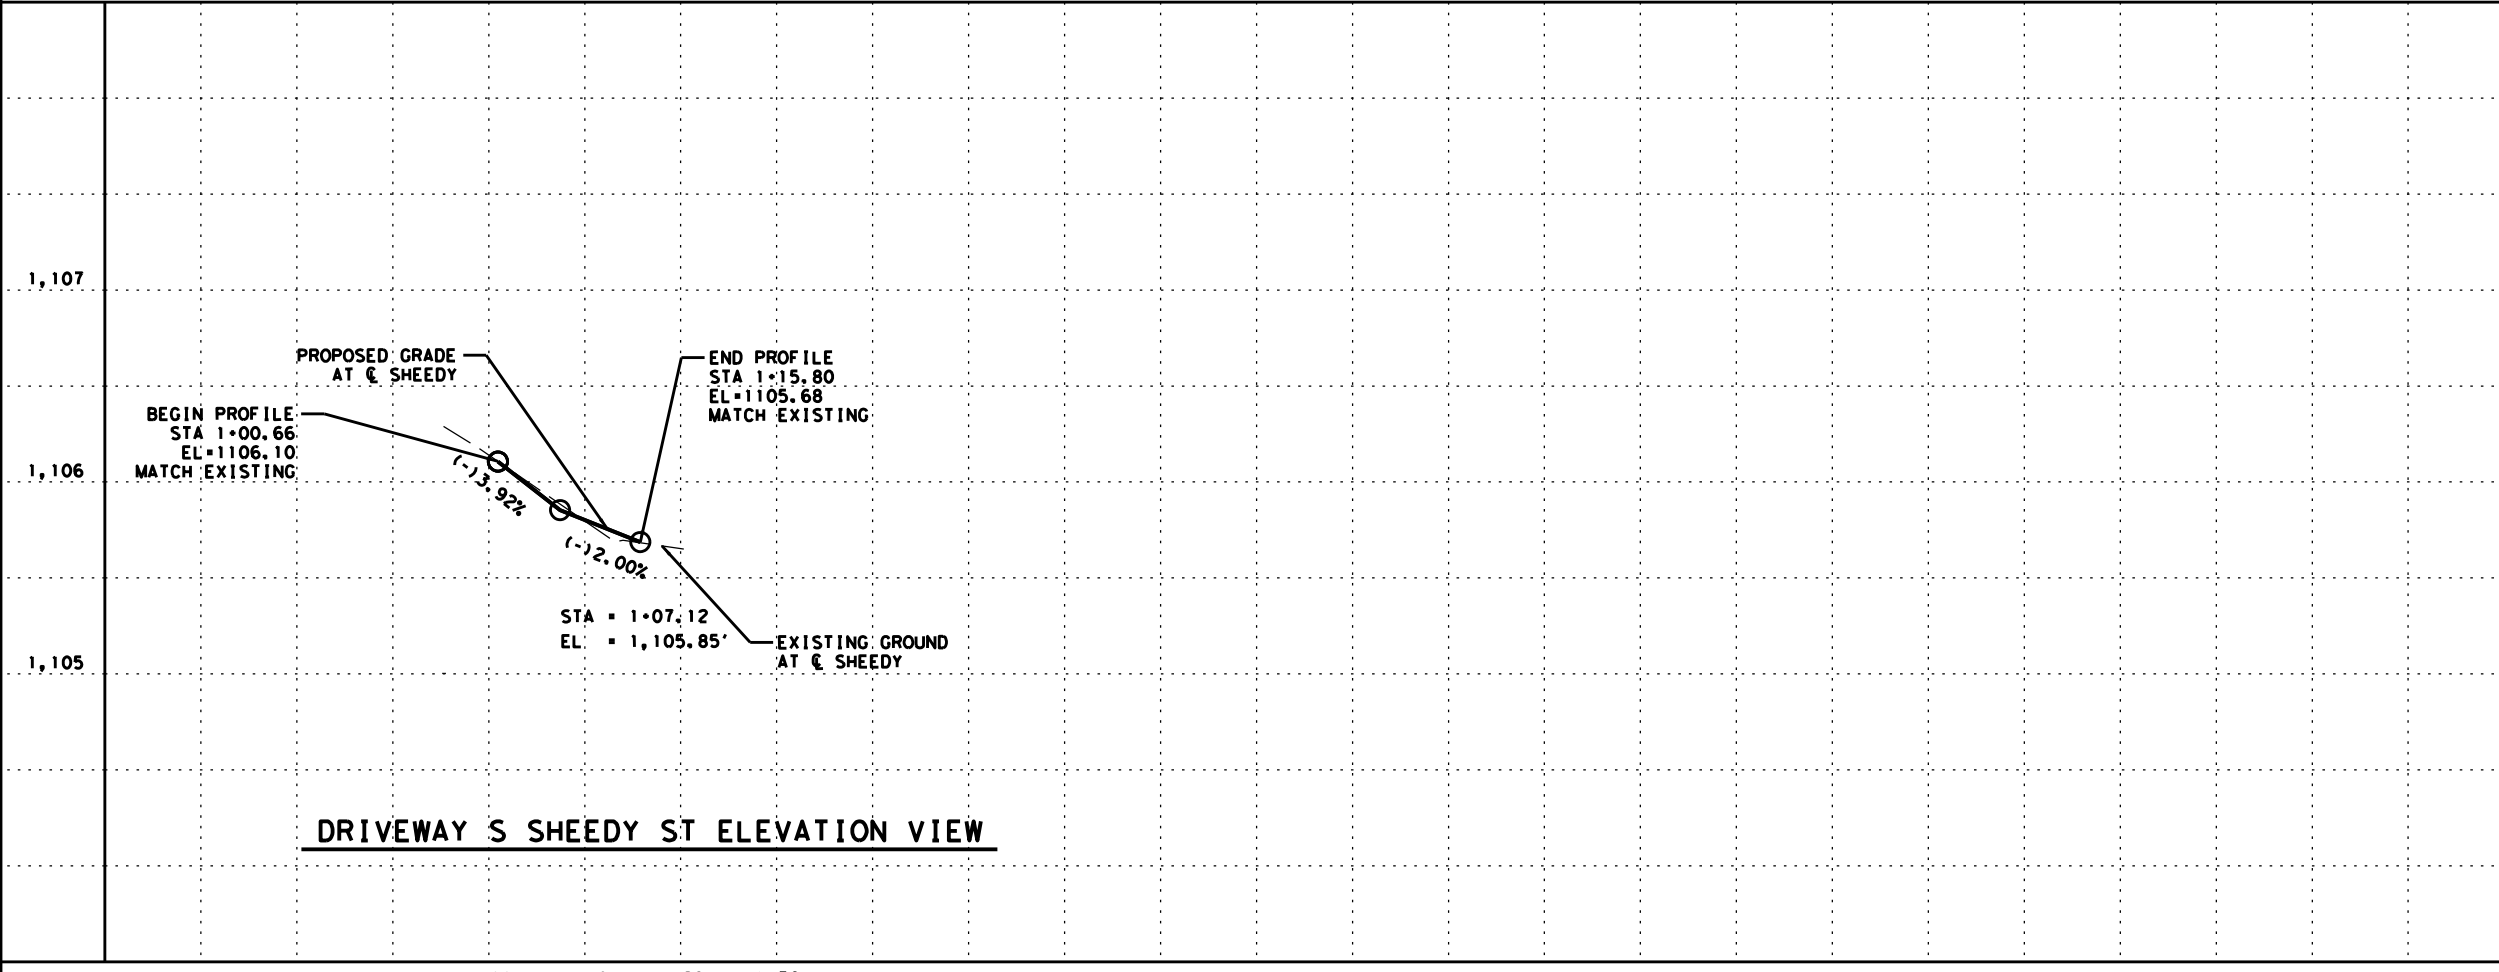 1,107
PROPOSED GRADE
AT ℄ SHEEDY
END PROFILE
STA 1+15.80
EL=1105.68
MATCH EXISTING
BEGIN PROFILE
STA 1+00.66
EL=1106.10
MATCH EXISTING
1,106
(-)3.92%
(-)2.00%
STA = 1+07.12
EL = 1,105.85'
EXISTING GROUND
AT ℄ SHEEDY
1,105
DRIVEWAY S SHEEDY ST ELEVATION VIEW